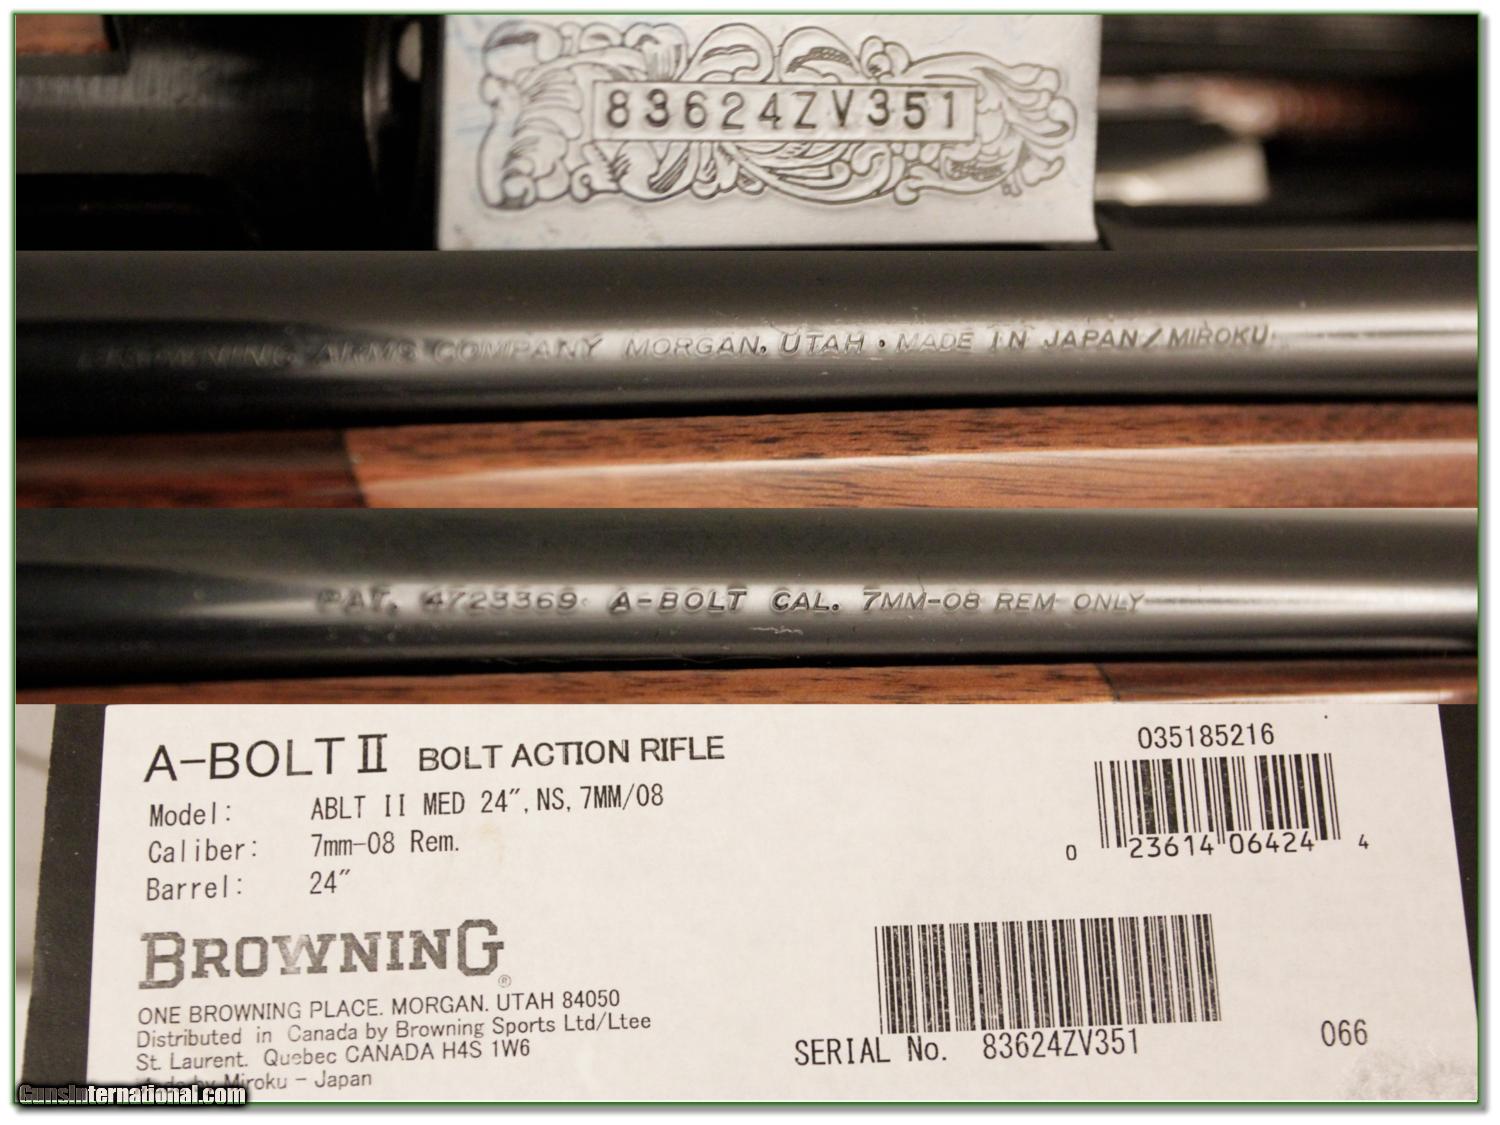 83624ZV351
BROWNING ARMS COMPANY MORGAN, UTAH • MADE IN JAPAN/MIROKU
PAT. 4723369 A-BOLT CAL. 7MM-08 REM ONLY
A-BOLT II BOLT ACTION RIFLE
Model: ABLT II MED 24", NS, 7MM/08
Caliber: 7mm-08 Rem.
Barrel: 24"
035185216
0 23614 06424 4
BROWNING®
ONE BROWNING PLACE. MORGAN. UTAH 84050
Distributed in Canada by Browning Sports Ltd/Ltee
St. Laurent. Quebec CANADA H4S 1W6
Made by Miroku - Japan
SERIAL No. 83624ZV351
066
GunsInternational.com